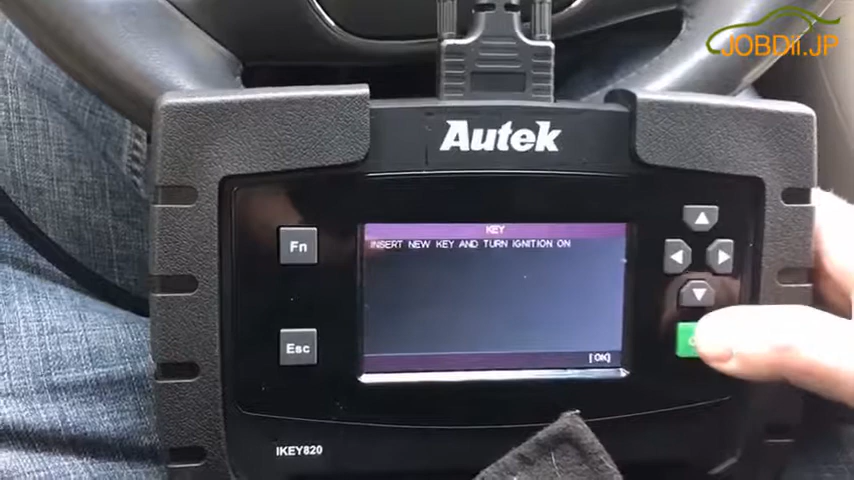 JOBDii.JP
Autek
KEY
INSERT NEW KEY AND TURN IGNITION ON
Fn
Esc
[OK]
IKEY820